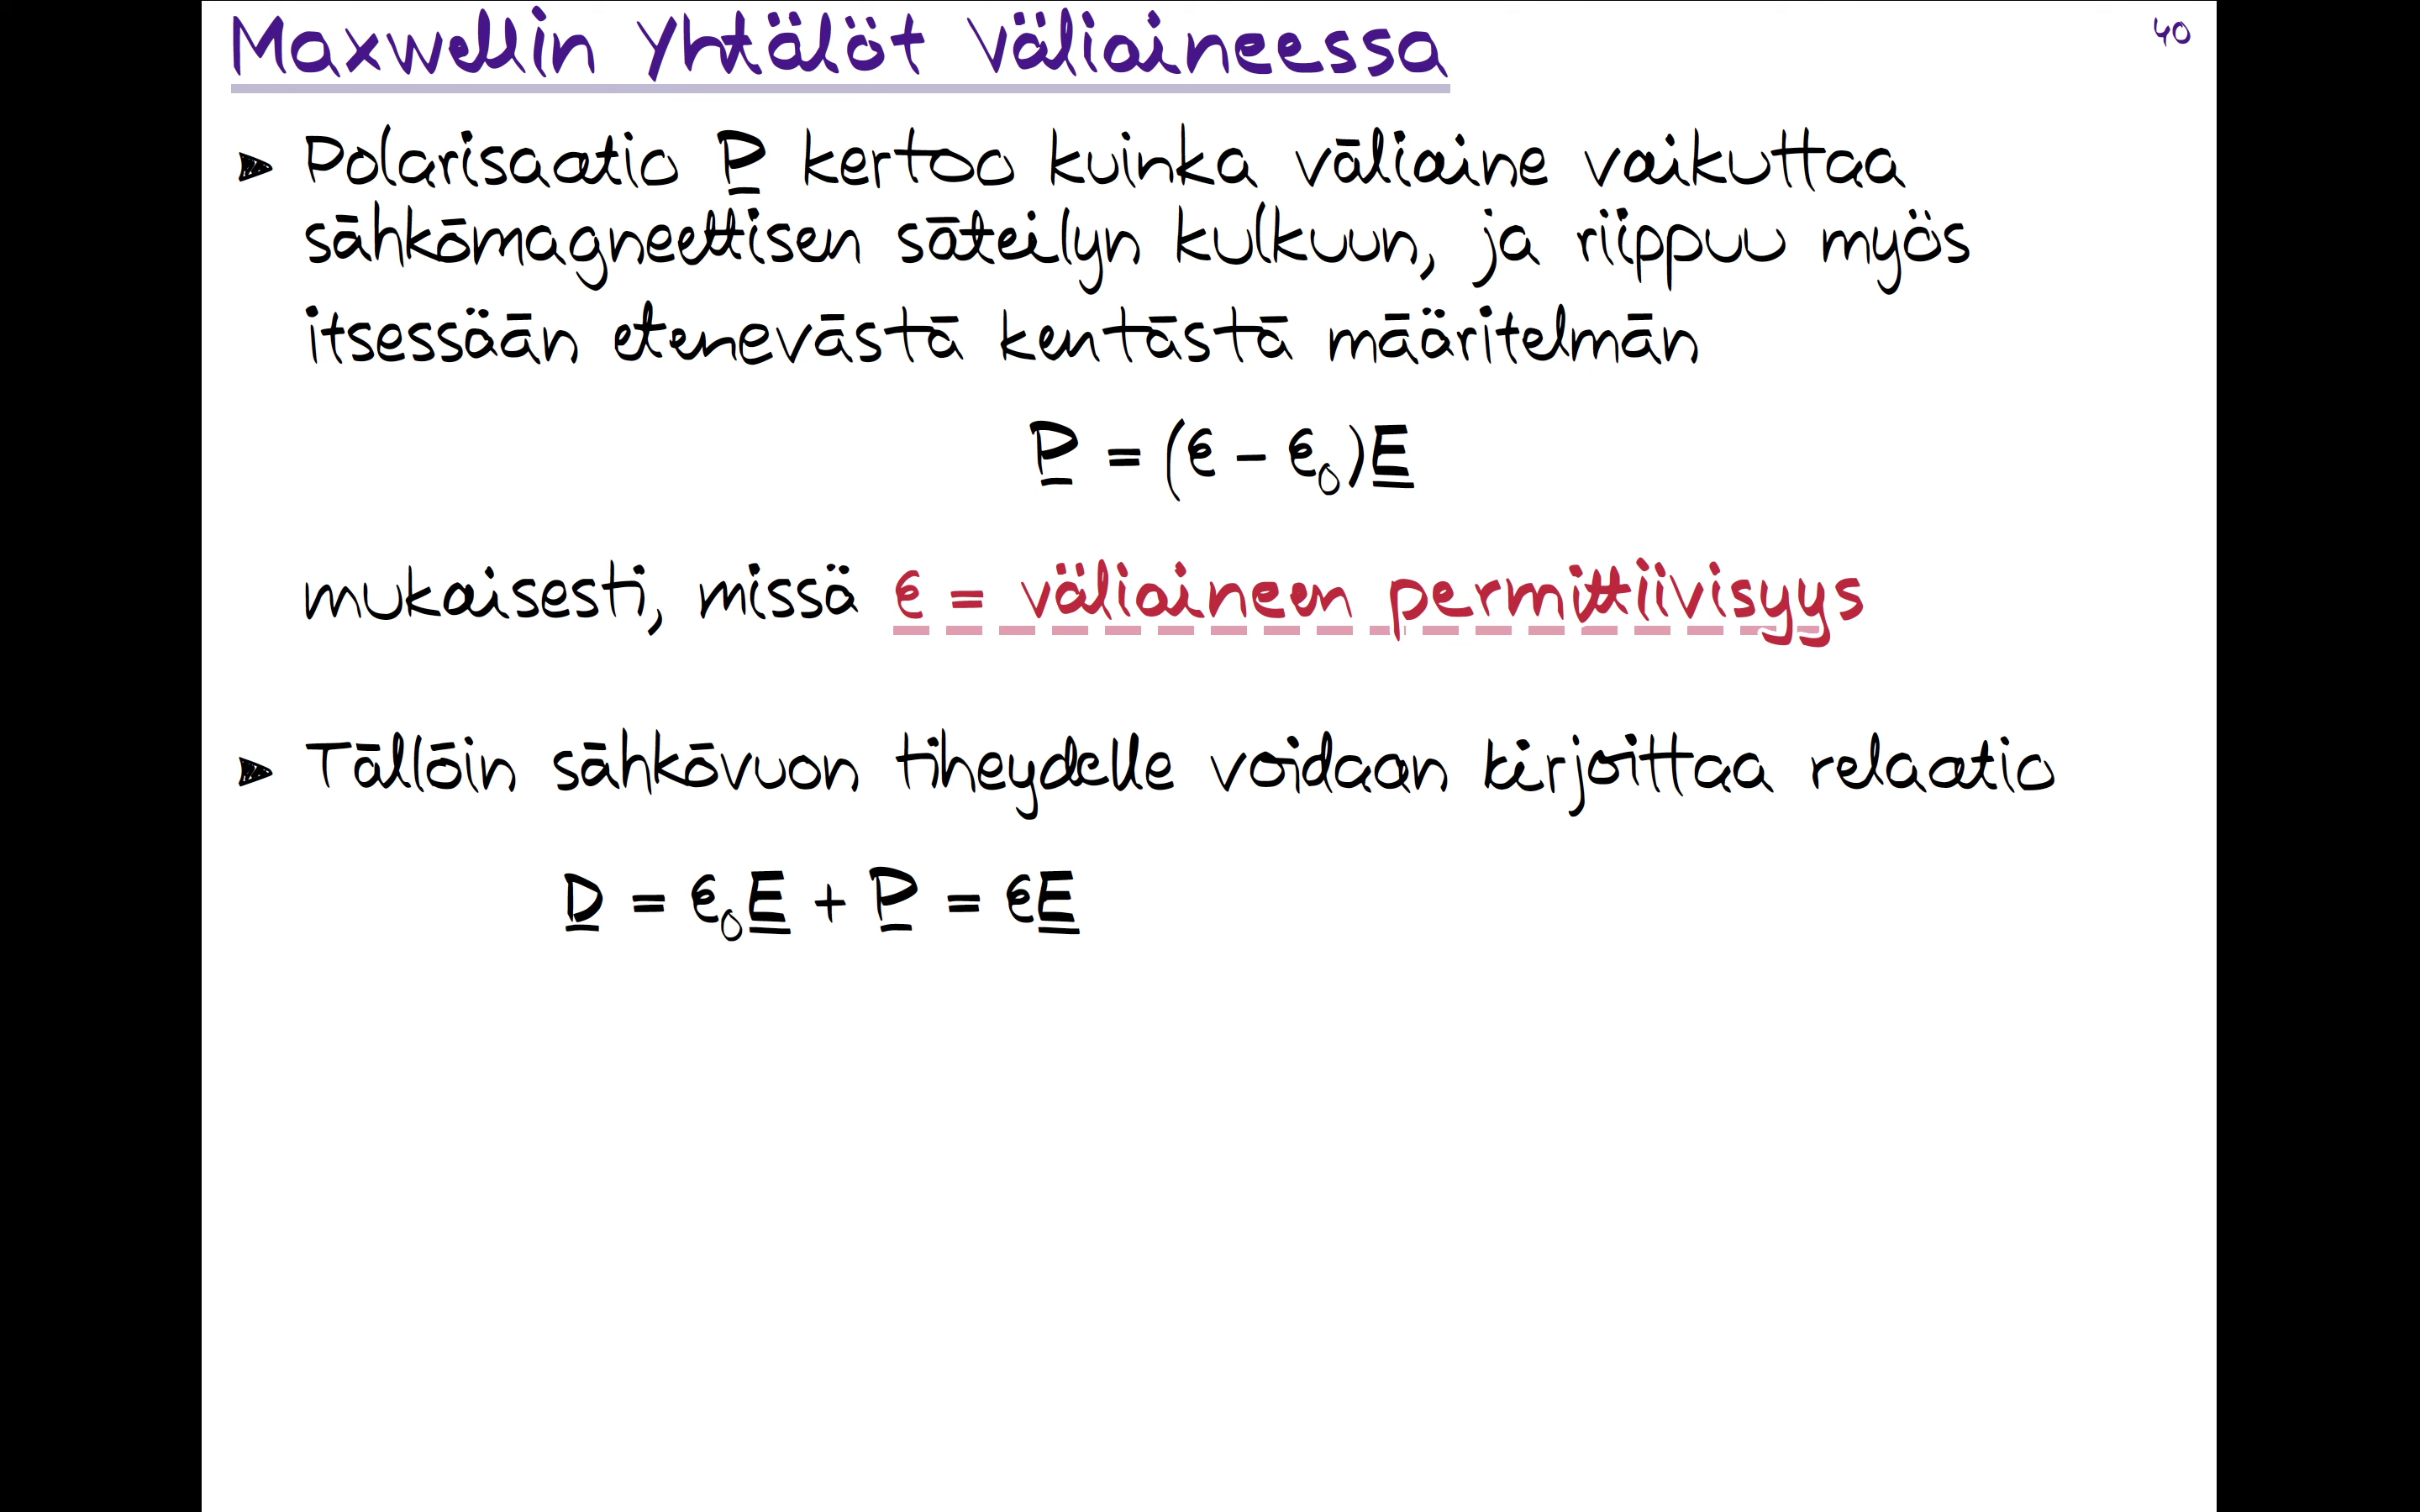 Maxwellin Yhtälöt Väliaineessa
40
Polarisaatio P kertoo kuinka väliaine vaikuttaa
sähkömagneettisen säteilyn kulkuun, ja riippuu myös
itsessään etenevästä kentästä määritelmän
P = (ϵ - ϵ₀)E
mukaisesti, missä ϵ = väliaineen permittiivisyys
Tällöin sähkövuon tiheydelle voidaan kirjoittaa relaatio
D = ϵ₀E + P = ϵE